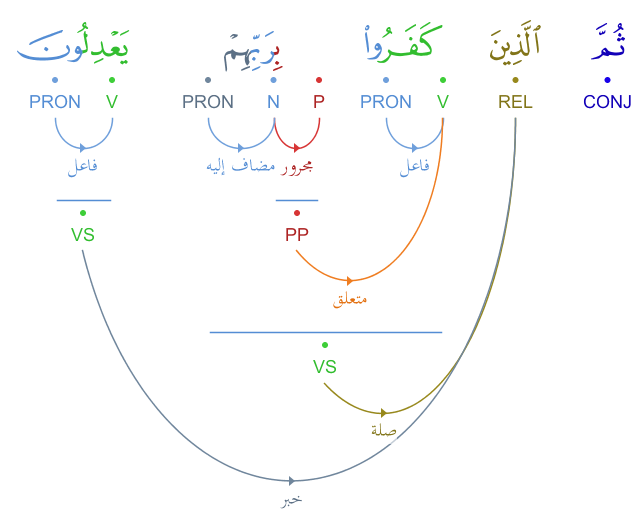 ثُمَّ ٱلَّذِينَ كَفَرُوا۟ بِرَبِّهِمْ يَعْدِلُونَ
CONJ REL V PRON P N PRON V PRON
فاعل مجرور مضاف إليه فاعل
PP VS
متعلق
VS
صلة
خبر